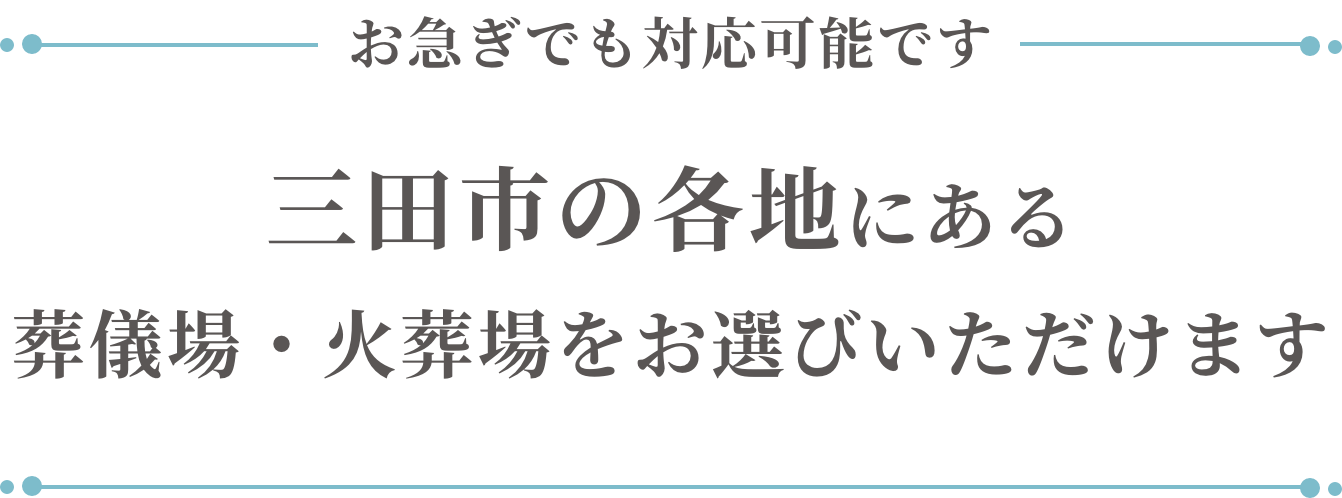 お急ぎでも対応可能です
三田市の各地にある
葬儀場・火葬場をお選びいただけます